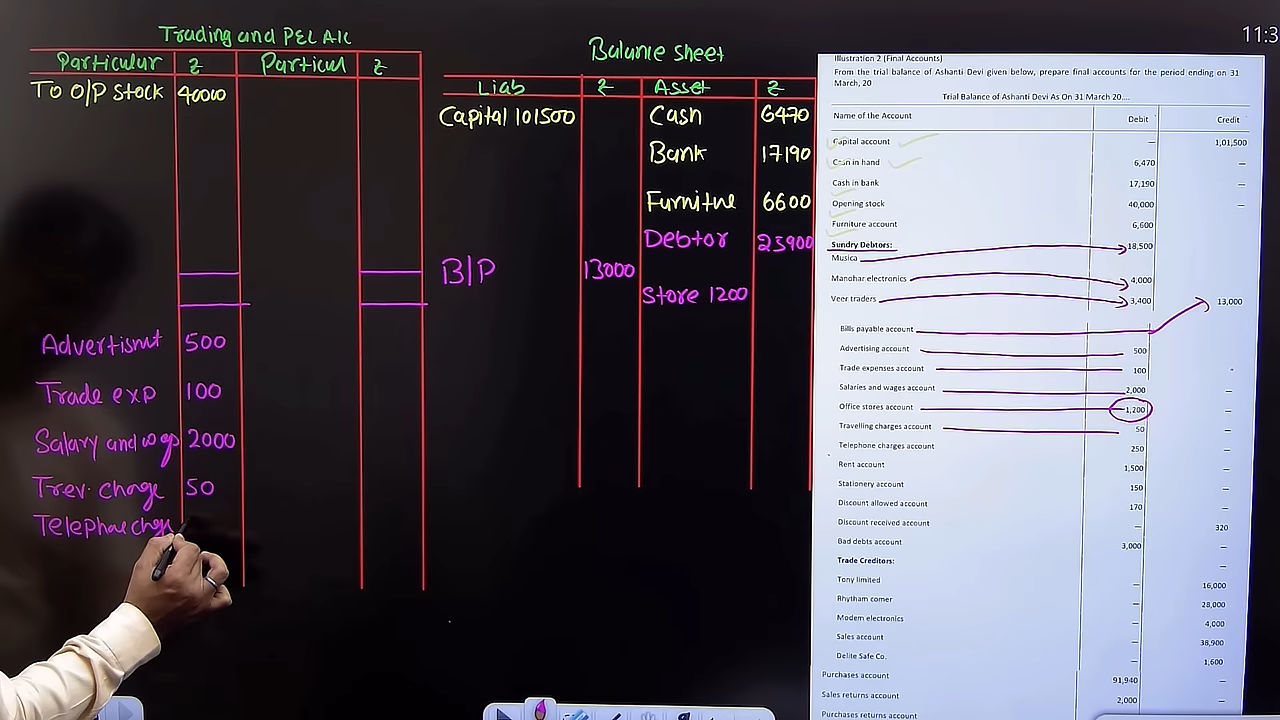 11:3
Trading and P&L A/c
Particular ₹ Particul ₹
To O/P Stock 40000
Advertismt 500
Trade exp 100
Salary and wgs 2000
Trev. charge 50
Telephae chgs
Balance sheet
Liab ₹ Asset ₹
Capital 101500 Cash 6470
Bank 17190
Furnitue 6600
Debtor 25900
B/P 13000
Store 1200
Illustration 2 (Final Accounts)
From the trial balance of Ashanti Devi given below, prepare final accounts for the period ending on 31
March, 20
Trial Balance of Ashanti Devi As On 31 March 20....
Name of the Account Debit Credit
Capital account — 1,01,500
Cash in hand 6,470 —
Cash in bank 17,190 —
Opening stock 40,000 —
Furniture account 6,600
Sundry Debtors: 18,500
Musica
Manohar electronics 4,000
Veer traders 3,400 13,000
Bills payable account
Advertising account 500
Trade expenses account 100
Salaries and wages account 2,000 —
Office stores account 1,200 —
Travelling charges account 50 —
Telephone charges account 250 —
Rent account 1,500 —
Stationery account 150 —
Discount allowed account 170 —
Discount received account — 320
Bad debts account 3,000 —
Trade Creditors: —
Tony limited — 16,000
Rhytham comer — 28,000
Modem electronics — 4,000
Sales account — 38,900
Delite Safe Co. — 1,600
Purchases account 91,940 —
Sales returns account 2,000 —
Purchases returns account